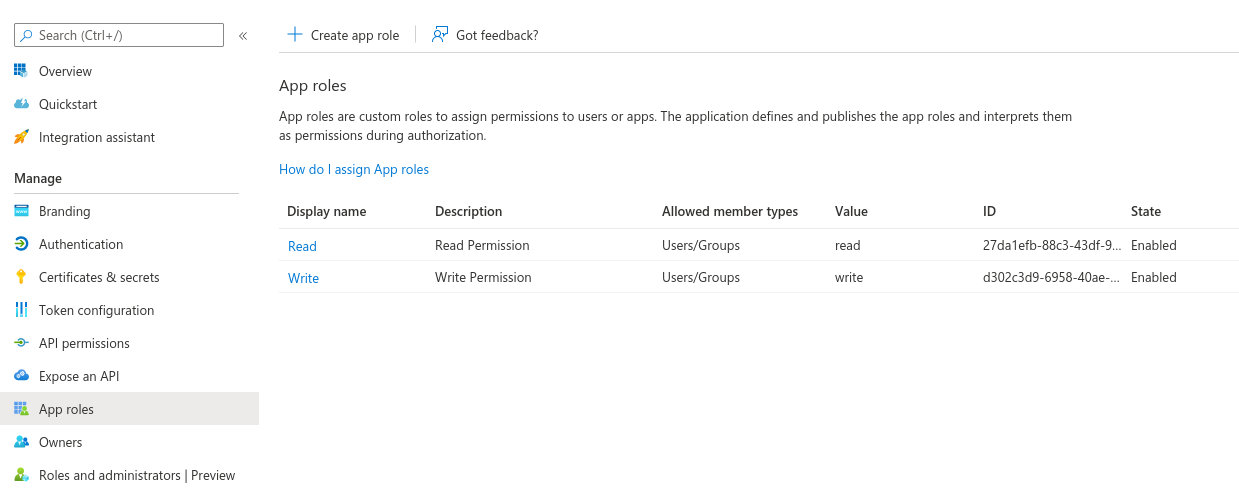 Search (Ctrl+/)
«
Overview
Quickstart
Integration assistant
Manage
Branding
Authentication
Certificates & secrets
Token configuration
API permissions
Expose an API
App roles
Owners
Roles and administrators | Preview
Create app role
Got feedback?
App roles
App roles are custom roles to assign permissions to users or apps. The application defines and publishes the app roles and interprets them
as permissions during authorization.
How do I assign App roles
Display name Description Allowed member types Value ID State
Read Read Permission Users/Groups read 27da1efb-88c3-43df-9... Enabled
Write Write Permission Users/Groups write d302c3d9-6958-40ae-... Enabled